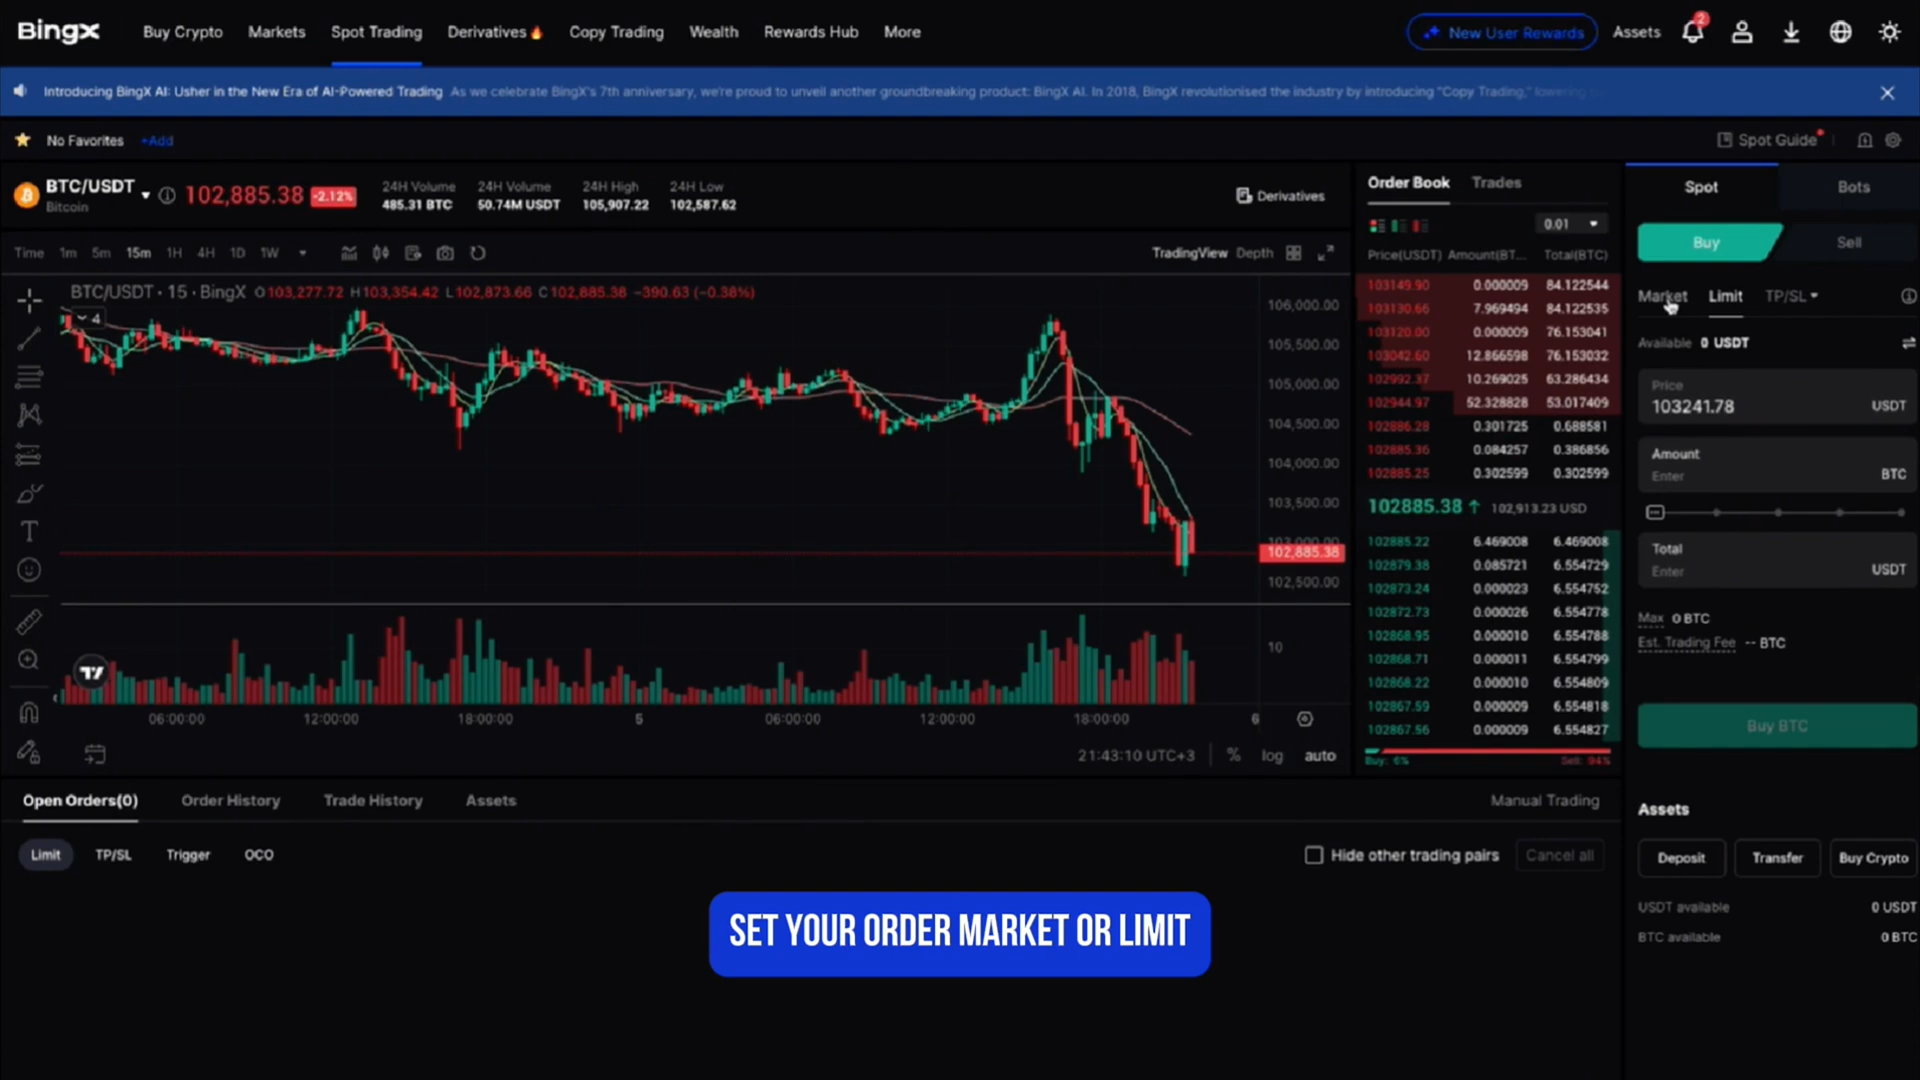 BingX Buy Crypto Markets Spot Trading Derivatives Copy Trading Wealth Rewards Hub More New User Rewards Assets 2
Introducing BingX AI: Usher in the New Era of AI-Powered Trading As we celebrate BingX's 7th anniversary, we're proud to unveil another groundbreaking product: BingX AI. In 2018, BingX revolutionised the industry by introducing "Copy Trading," lowering
No Favorites +Add Spot Guide
BTC/USDT 102,885.38 -2.12%
Bitcoin
24H Volume 24H Volume 24H High 24H Low
485.31 BTC 50.74M USDT 105,907.22 102,587.62
Derivatives
Time 1m 5m 15m 1H 4H 1D 1W TradingView Depth
BTC/USDT · 15 · BingX O103,277.72 H103,354.42 L102,873.66 C102,885.38 −390.63 (−0.38%)
4
106,000.00
105,500.00
105,000.00
104,500.00
104,000.00
103,500.00
103,000.00
102,885.38
102,500.00
10
06:00:00 12:00:00 18:00:00 5 06:00:00 12:00:00 18:00:00 6
21:43:10 UTC+3 % log auto
Order Book Trades
0.01
Price(USDT) Amount(BT... Total(BTC)
103149.90 0.000009 84.122544
103130.66 7.969494 84.122535
103120.00 0.000009 76.153041
103042.60 12.866598 76.153032
102992.37 10.269025 63.286434
102944.97 52.328828 53.017409
102886.28 0.301725 0.688581
102885.36 0.084257 0.386856
102885.25 0.302599 0.302599
102885.38 ↑ 102,913.23 USD
102885.22 6.469008 6.469008
102879.38 0.085721 6.554729
102873.24 0.000023 6.554752
102872.73 0.000026 6.554778
102868.95 0.000010 6.554788
102868.71 0.000011 6.554799
102868.22 0.000010 6.554809
102867.59 0.000009 6.554818
102867.56 0.000009 6.554827
Buy: 6% Sell: 94%
Spot Bots
Buy Sell
Market Limit TP/SL
Available 0 USDT
Price
103241.78 USDT
Amount
Enter BTC
Total
Enter USDT
Max 0 BTC
Est. Trading Fee -- BTC
Buy BTC
Assets
Deposit Transfer Buy Crypto
USDT available 0 USDT
BTC available 0 BTC
Open Orders(0) Order History Trade History Assets Manual Trading
Limit TP/SL Trigger OCO Hide other trading pairs Cancel all
SET YOUR ORDER MARKET OR LIMIT